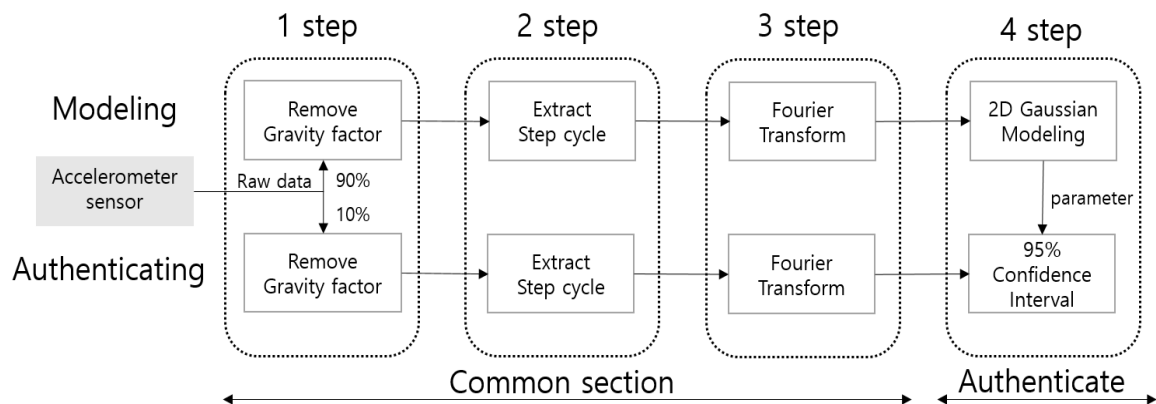 1 step
2 step
3 step
4 step
Modeling
Remove
Gravity factor
Extract
Step cycle
Fourier
Transform
2D Gaussian
Modeling
Accelerometer
sensor
Raw data
90%
10%
parameter
Authenticating
Remove
Gravity factor
Extract
Step cycle
Fourier
Transform
95%
Confidence
Interval
Common section
Authenticate